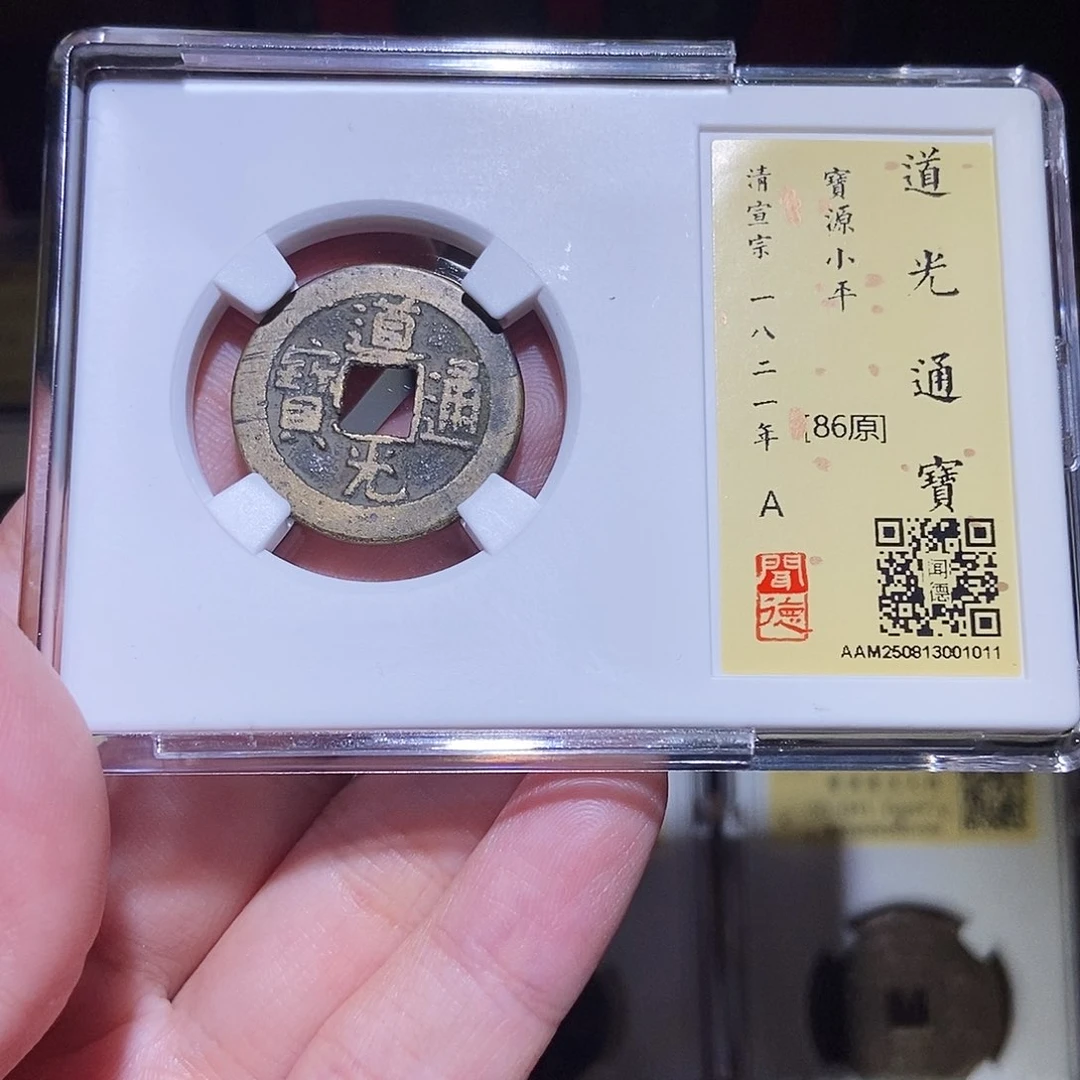 道光通寶
道光通寶
寶源小平
[86原]
清宣宗 一八二一年 A
聞德
闻德
AAM250813001011